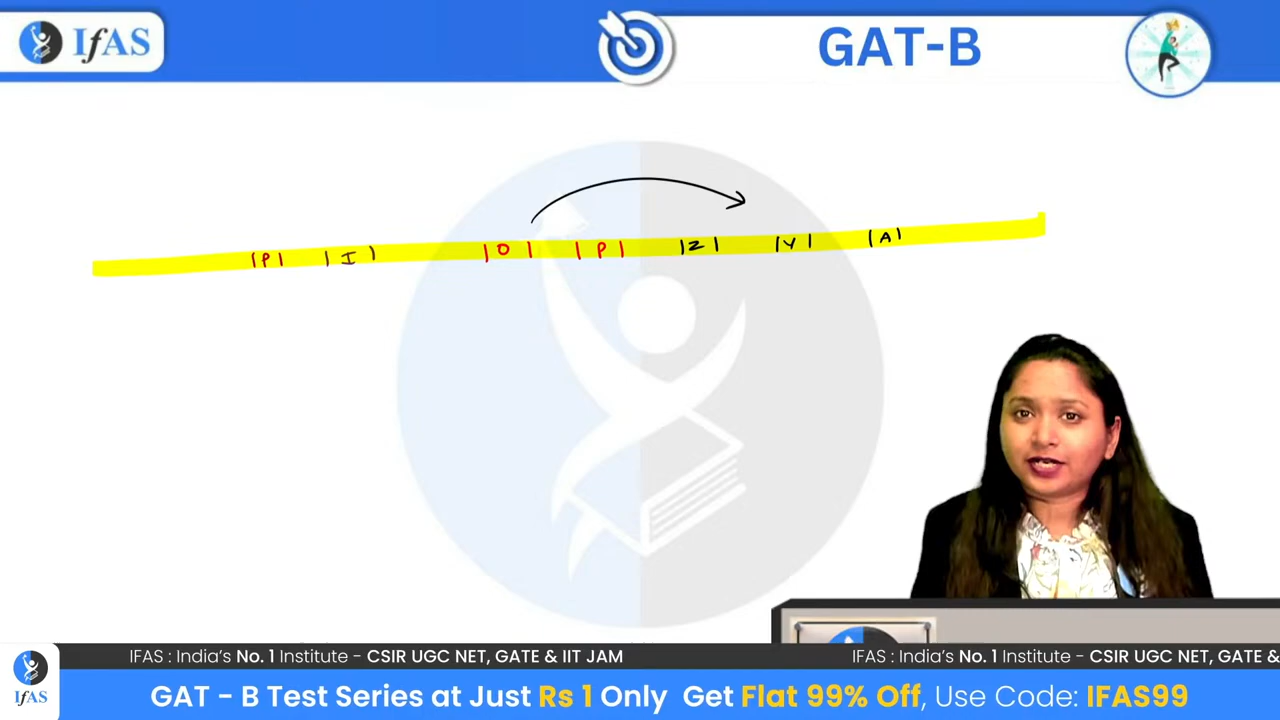 IfAS
GAT-B
|P| |I| |O| |P| |Z| |Y| |A|
IFAS : India's No. 1 Institute - CSIR UGC NET, GATE & IIT JAM
IFAS : India's No. 1 Institute - CSIR UGC NET, GATE &
IfAS
GAT - B Test Series at Just Rs 1 Only Get Flat 99% Off, Use Code: IFAS99